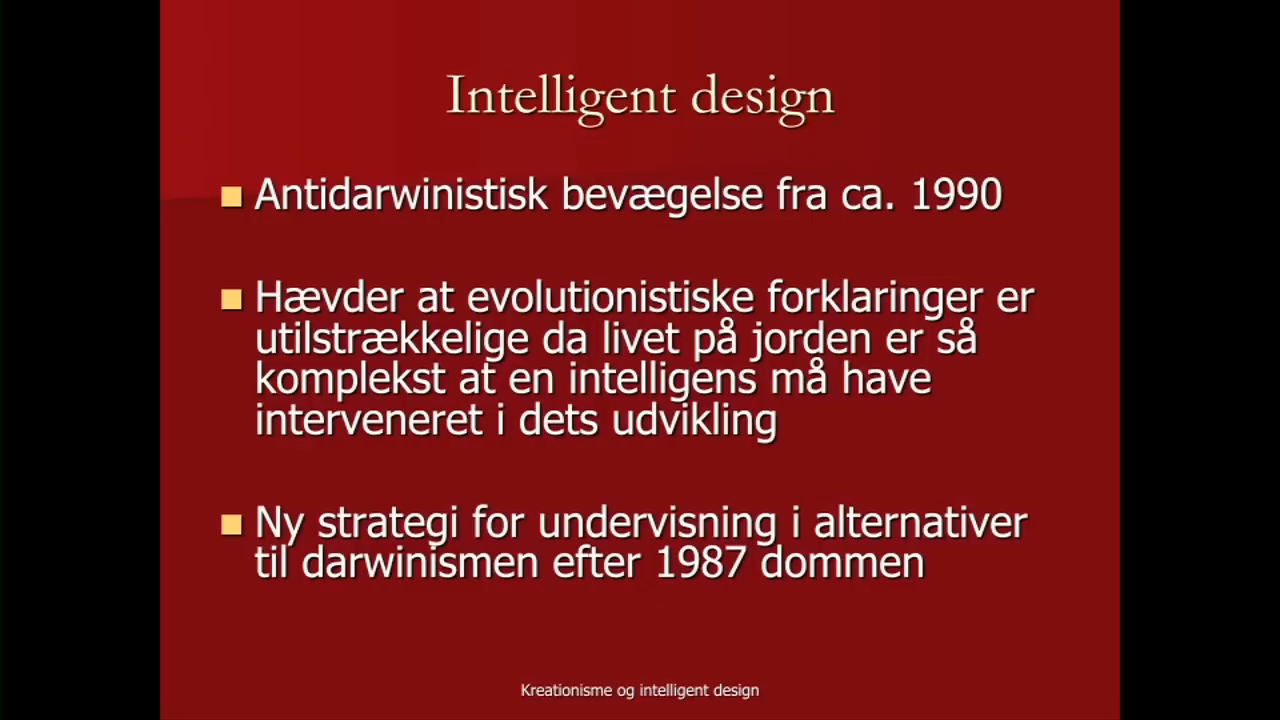 Intelligent design
Antidarwinistisk bevægelse fra ca. 1990
Hævder at evolutionistiske forklaringer er
utilstrækkelige da livet på jorden er så
komplekst at en intelligens må have
interveneret i dets udvikling
Ny strategi for undervisning i alternativer
til darwinismen efter 1987 dommen
Kreationisme og intelligent design